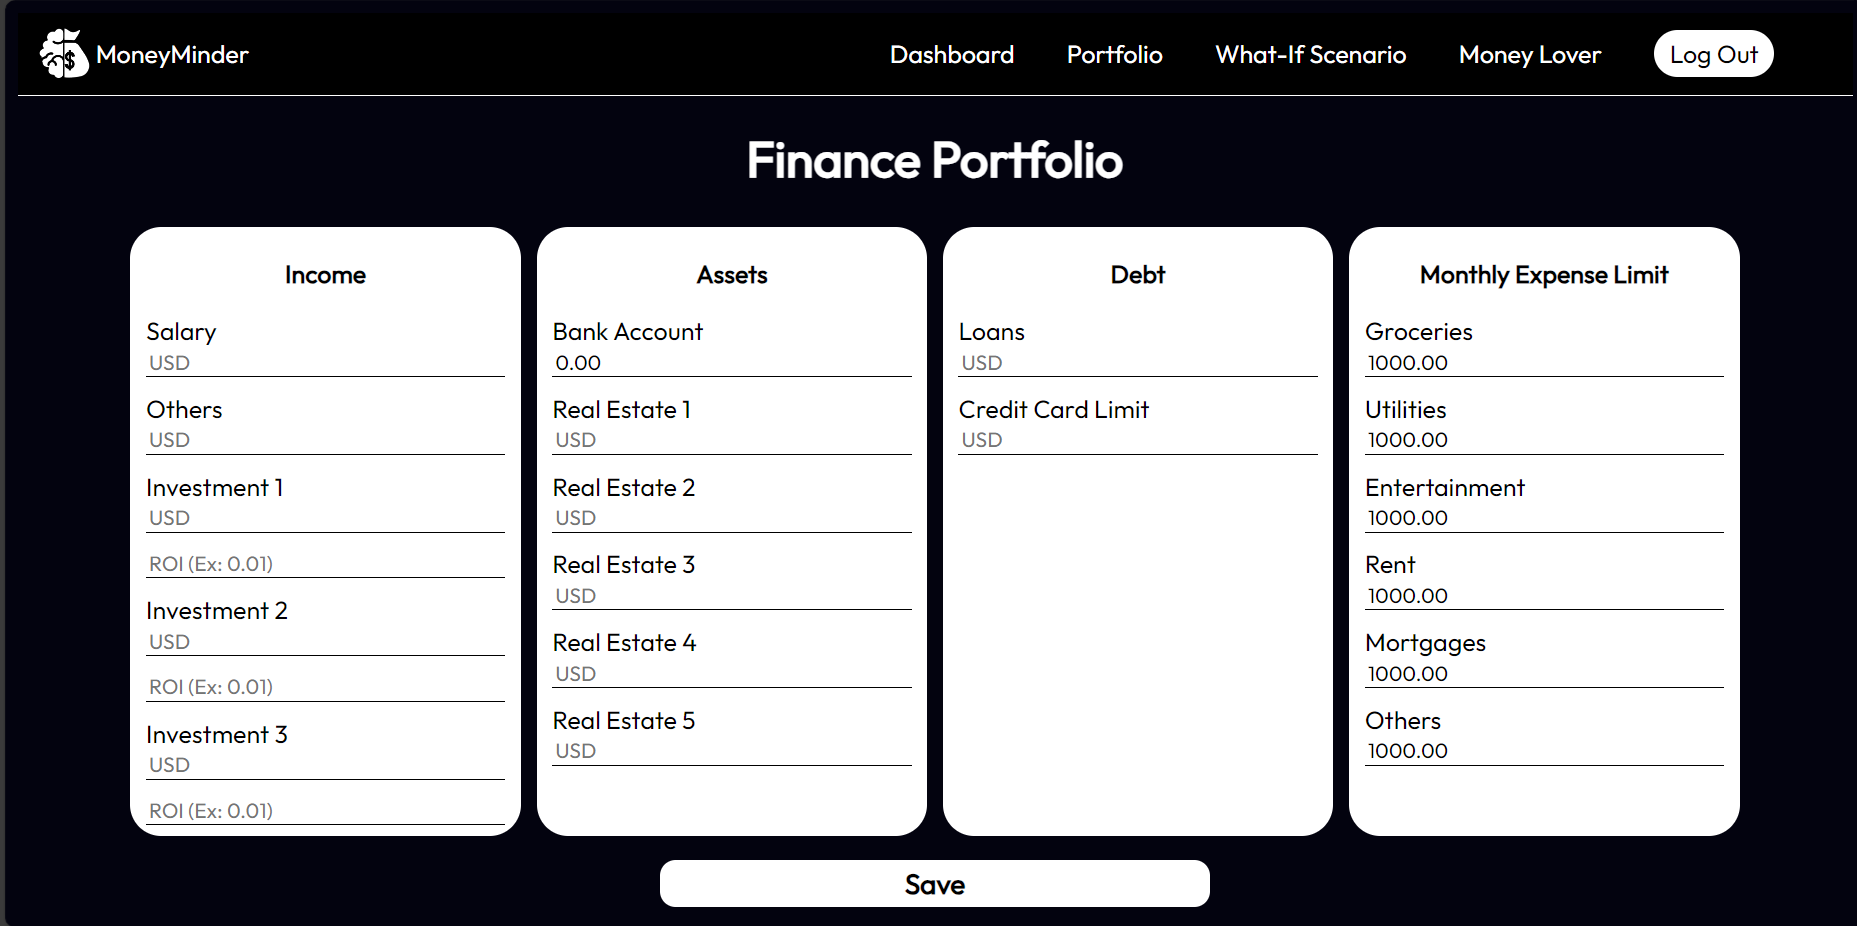 MoneyMinder
Dashboard
Portfolio
What-If Scenario
Money Lover
Log Out
Finance Portfolio
Income
Salary
USD
Others
USD
Investment 1
USD
ROI (Ex: 0.01)
Investment 2
USD
ROI (Ex: 0.01)
Investment 3
USD
ROI (Ex: 0.01)
Assets
Bank Account
0.00
Real Estate 1
USD
Real Estate 2
USD
Real Estate 3
USD
Real Estate 4
USD
Real Estate 5
USD
Debt
Loans
USD
Credit Card Limit
USD
Monthly Expense Limit
Groceries
1000.00
Utilities
1000.00
Entertainment
1000.00
Rent
1000.00
Mortgages
1000.00
Others
1000.00
Save